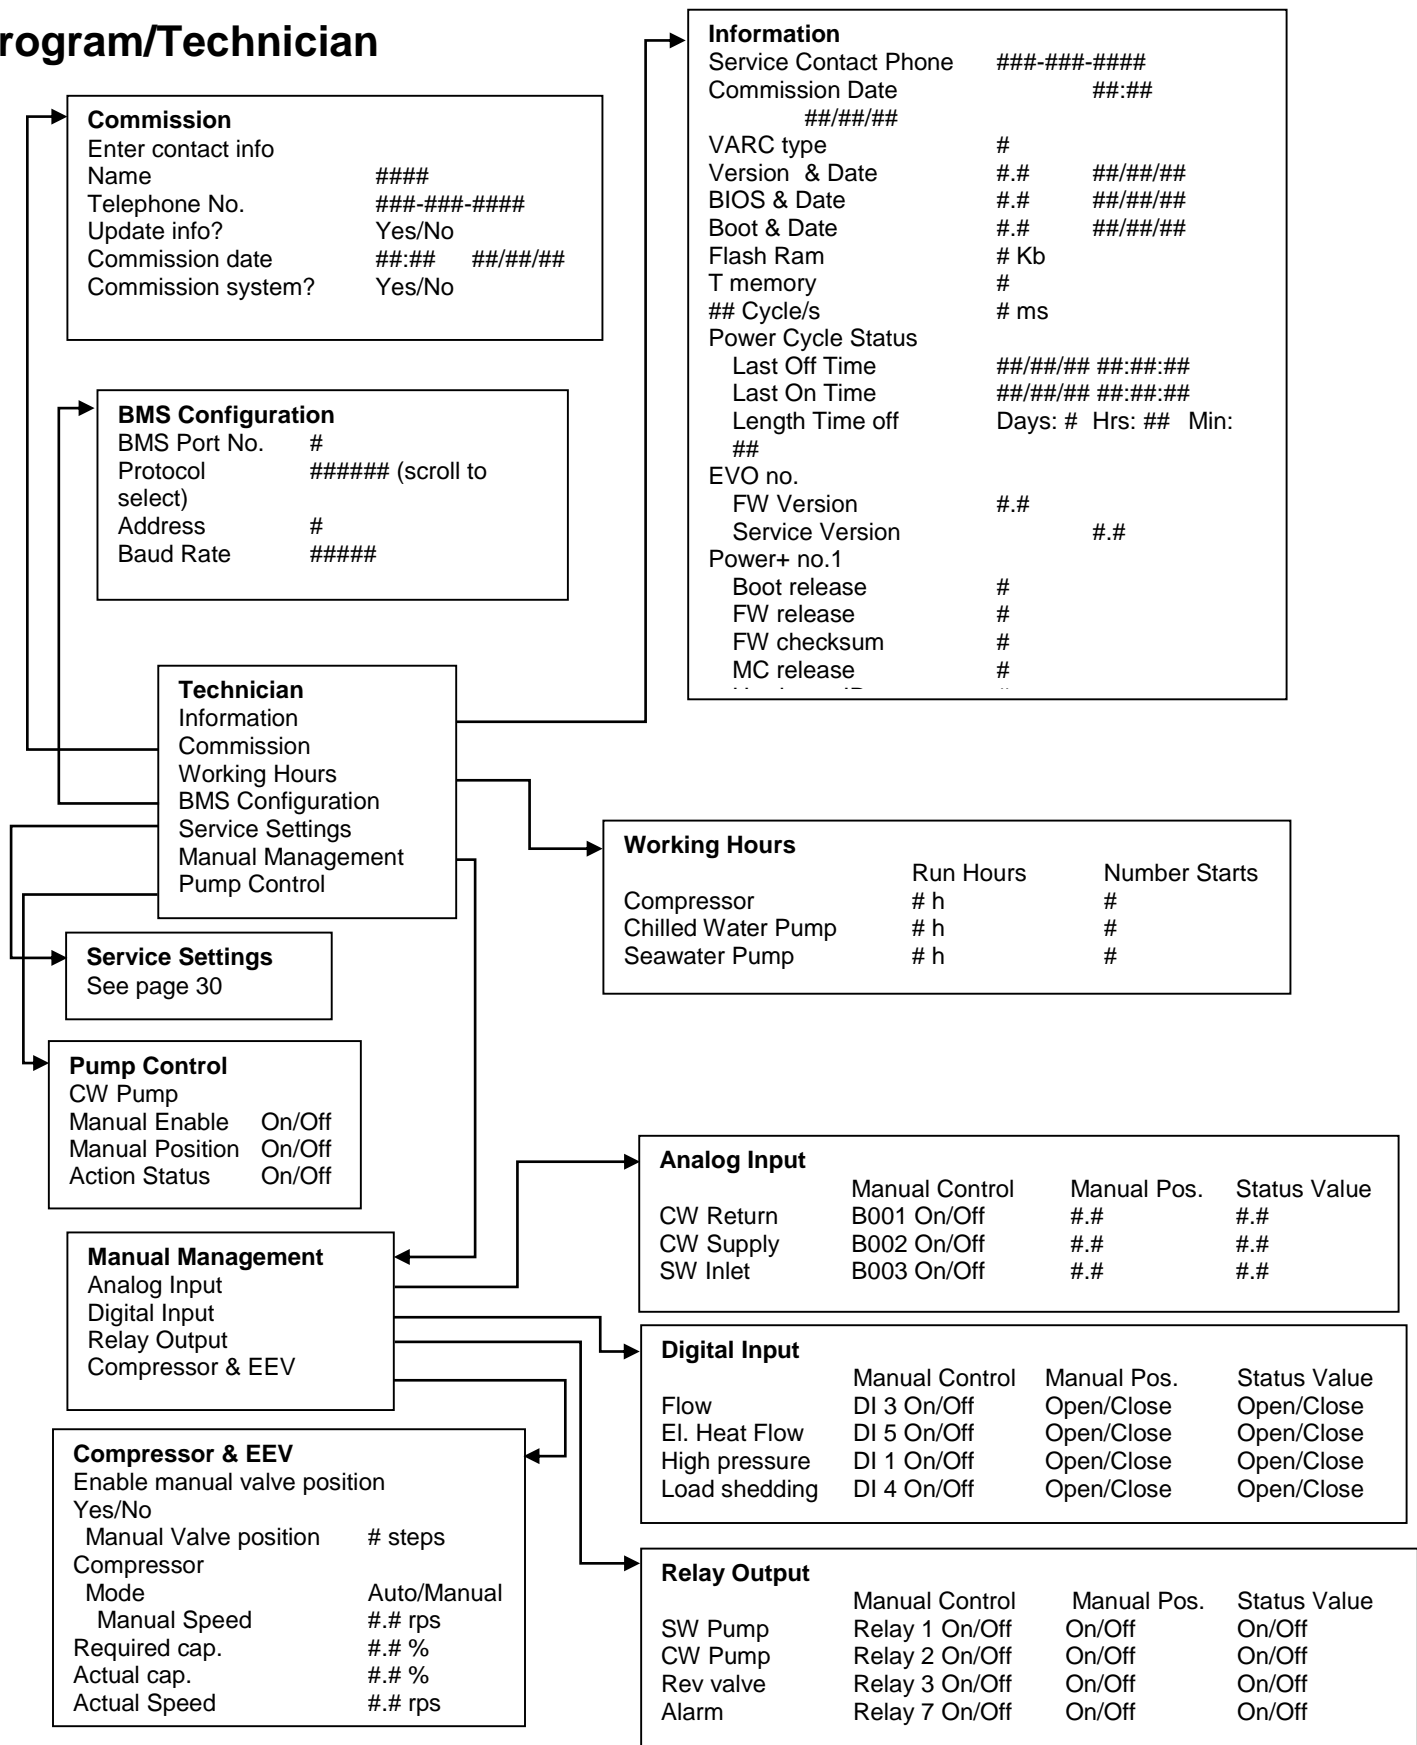 rogram/Technician
Commission
Enter contact info
Name ####
Telephone No. ###-###-####
Update info? Yes/No
Commission date ##:## ##/##/##
Commission system? Yes/No
BMS Configuration
BMS Port No. #
Protocol ###### (scroll to
select)
Address #
Baud Rate #####
Information
Service Contact Phone ###-###-####
Commission Date ##:##
##/##/##
VARC type #
Version & Date #.# ##/##/##
BIOS & Date #.# ##/##/##
Boot & Date #.# ##/##/##
Flash Ram # Kb
T memory #
## Cycle/s # ms
Power Cycle Status
Last Off Time ##/##/## ##:##:##
Last On Time ##/##/## ##:##:##
Length Time off Days: # Hrs: ## Min:
##
EVO no.
FW Version #.#
Service Version #.#
Power+ no.1
Boot release #
FW release #
FW checksum #
MC release #
Technician
Information
Commission
Working Hours
BMS Configuration
Service Settings
Manual Management
Pump Control
Working Hours
Run Hours Number Starts
Compressor # h #
Chilled Water Pump # h #
Seawater Pump # h #
Service Settings
See page 30
Pump Control
CW Pump
Manual Enable On/Off
Manual Position On/Off
Action Status On/Off
Manual Management
Analog Input
Digital Input
Relay Output
Compressor & EEV
Analog Input
Manual Control Manual Pos. Status Value
CW Return B001 On/Off #.# #.#
CW Supply B002 On/Off #.# #.#
SW Inlet B003 On/Off #.# #.#
Digital Input
Manual Control Manual Pos. Status Value
Flow DI 3 On/Off Open/Close Open/Close
El. Heat Flow DI 5 On/Off Open/Close Open/Close
High pressure DI 1 On/Off Open/Close Open/Close
Load shedding DI 4 On/Off Open/Close Open/Close
Compressor & EEV
Enable manual valve position
Yes/No
Manual Valve position # steps
Compressor
Mode Auto/Manual
Manual Speed #.# rps
Required cap. #.# %
Actual cap. #.# %
Actual Speed #.# rps
Relay Output
Manual Control Manual Pos. Status Value
SW Pump Relay 1 On/Off On/Off On/Off
CW Pump Relay 2 On/Off On/Off On/Off
Rev valve Relay 3 On/Off On/Off On/Off
Alarm Relay 7 On/Off On/Off On/Off